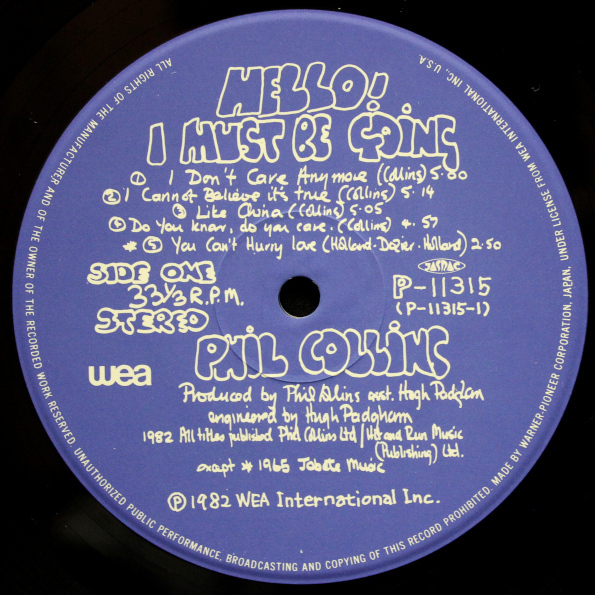 HELLO!
I MUST BE GOING
① I Don't Care Anymore (Collins) 5·00
② I Cannot Believe it's true (Collins) 5·14
③ Like China (Collins) 5·05
④ Do You know, do you care. (Collins) 4.57
* ⑤ You Can't Hurry love (Holland-Dozier-Holland) 2·50
SIDE ONE
33⅓ R.P.M.
STEREO
JASRAC
P-11315
(P-11315-1)
PHIL COLLINS
wea
Produced by Phil Collins asst. Hugh Padgham
engineered by Hugh Padgham
1982 All titles published Phil Collins Ltd / Hit and Run Music
(Publishing) Ltd.
except * 1965 Jobete Music
Ⓟ 1982 WEA International Inc.
ALL RIGHTS OF THE MANUFACTURER AND OF THE OWNER OF THE RECORDED WORK RESERVED. UNAUTHORIZED PUBLIC PERFORMANCE, BROADCASTING AND COPYING OF THIS RECORD PROHIBITED. MADE BY WARNER-PIONEER CORPORATION, JAPAN, UNDER LICENSE FROM WEA INTERNATIONAL INC., U.S.A.